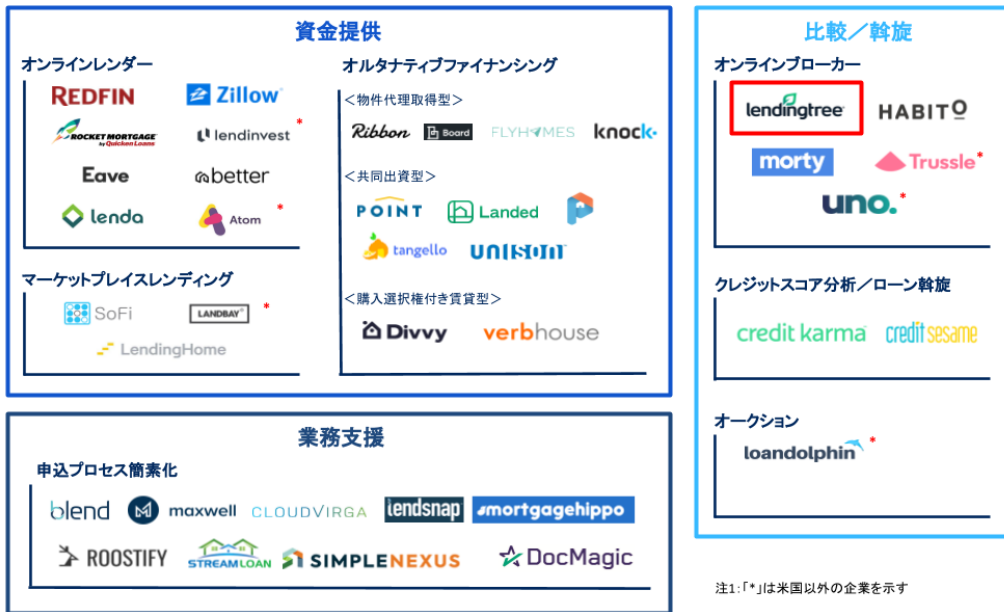 資金提供
オンラインレンダー
REDFIN
Zillow
ROCKET MORTGAGE
by Quicken Loans
lendinvest *
Eave
better
lenda
Atom *
マーケットプレイスレンディング
SoFi
LANDBAY *
LendingHome
オルタナティブファイナンシング
<物件代理取得型>
Ribbon
Board
FLYHOMES
knock
<共同出資型>
POINT
Landed
P
tangello
UNISON
<購入選択権付き賃貸型>
Divvy
verbhouse
業務支援
申込プロセス簡素化
blend
M
maxwell
CLOUDVIRGA
lendsnap
mortgagehippo
ROOSTIFY
STREAMLOAN
SIMPLENEXUS
DocMagic
比較/斡旋
オンラインブローカー
lendingtree
HABITO
morty
Trussle *
uno. *
クレジットスコア分析/ローン斡旋
credit karma
credit sesame
オークション
loandolphin *
注1:「*」は米国以外の企業を示す